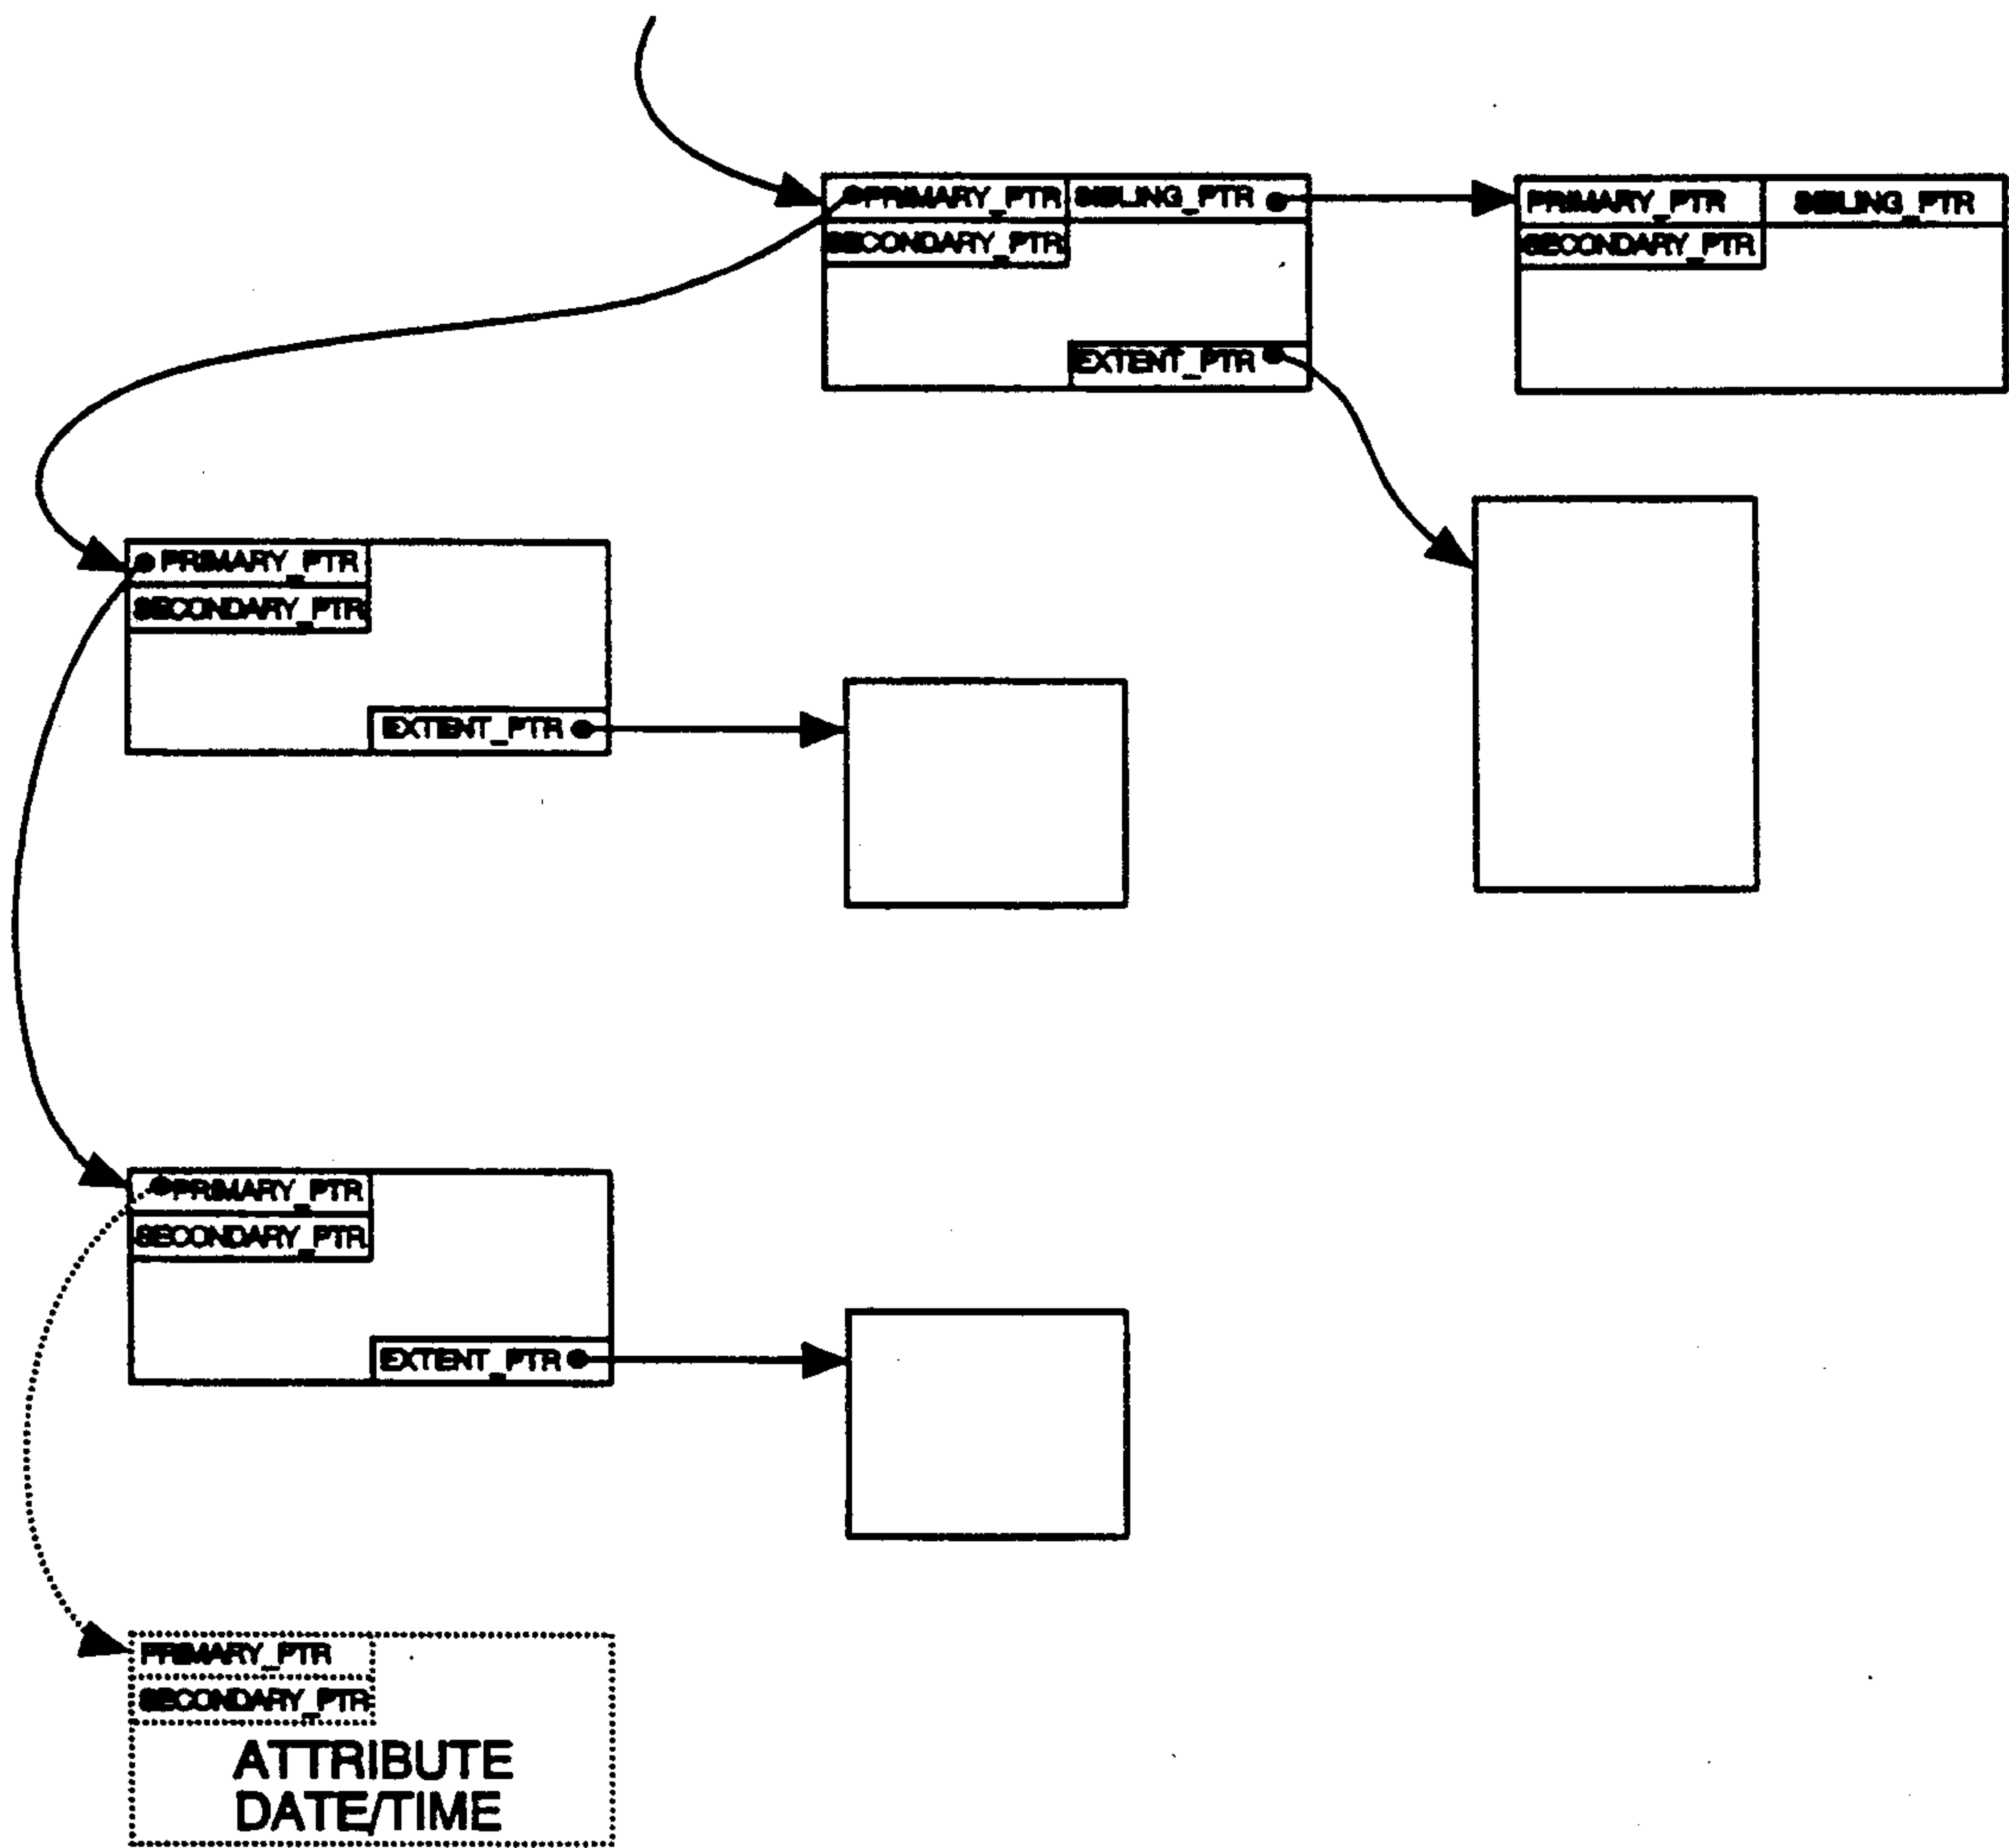 PRIMARY_PTR SIBLING_PTR
SECONDARY_PTR
EXTENT_PTR
PRIMARY_PTR SIBLING_PTR
SECONDARY_PTR
PRIMARY_PTR
SECONDARY_PTR
EXTENT_PTR
PRIMARY_PTR
SECONDARY_PTR
EXTENT_PTR
PRIMARY_PTR
SECONDARY_PTR
ATTRIBUTE
DATE/TIME